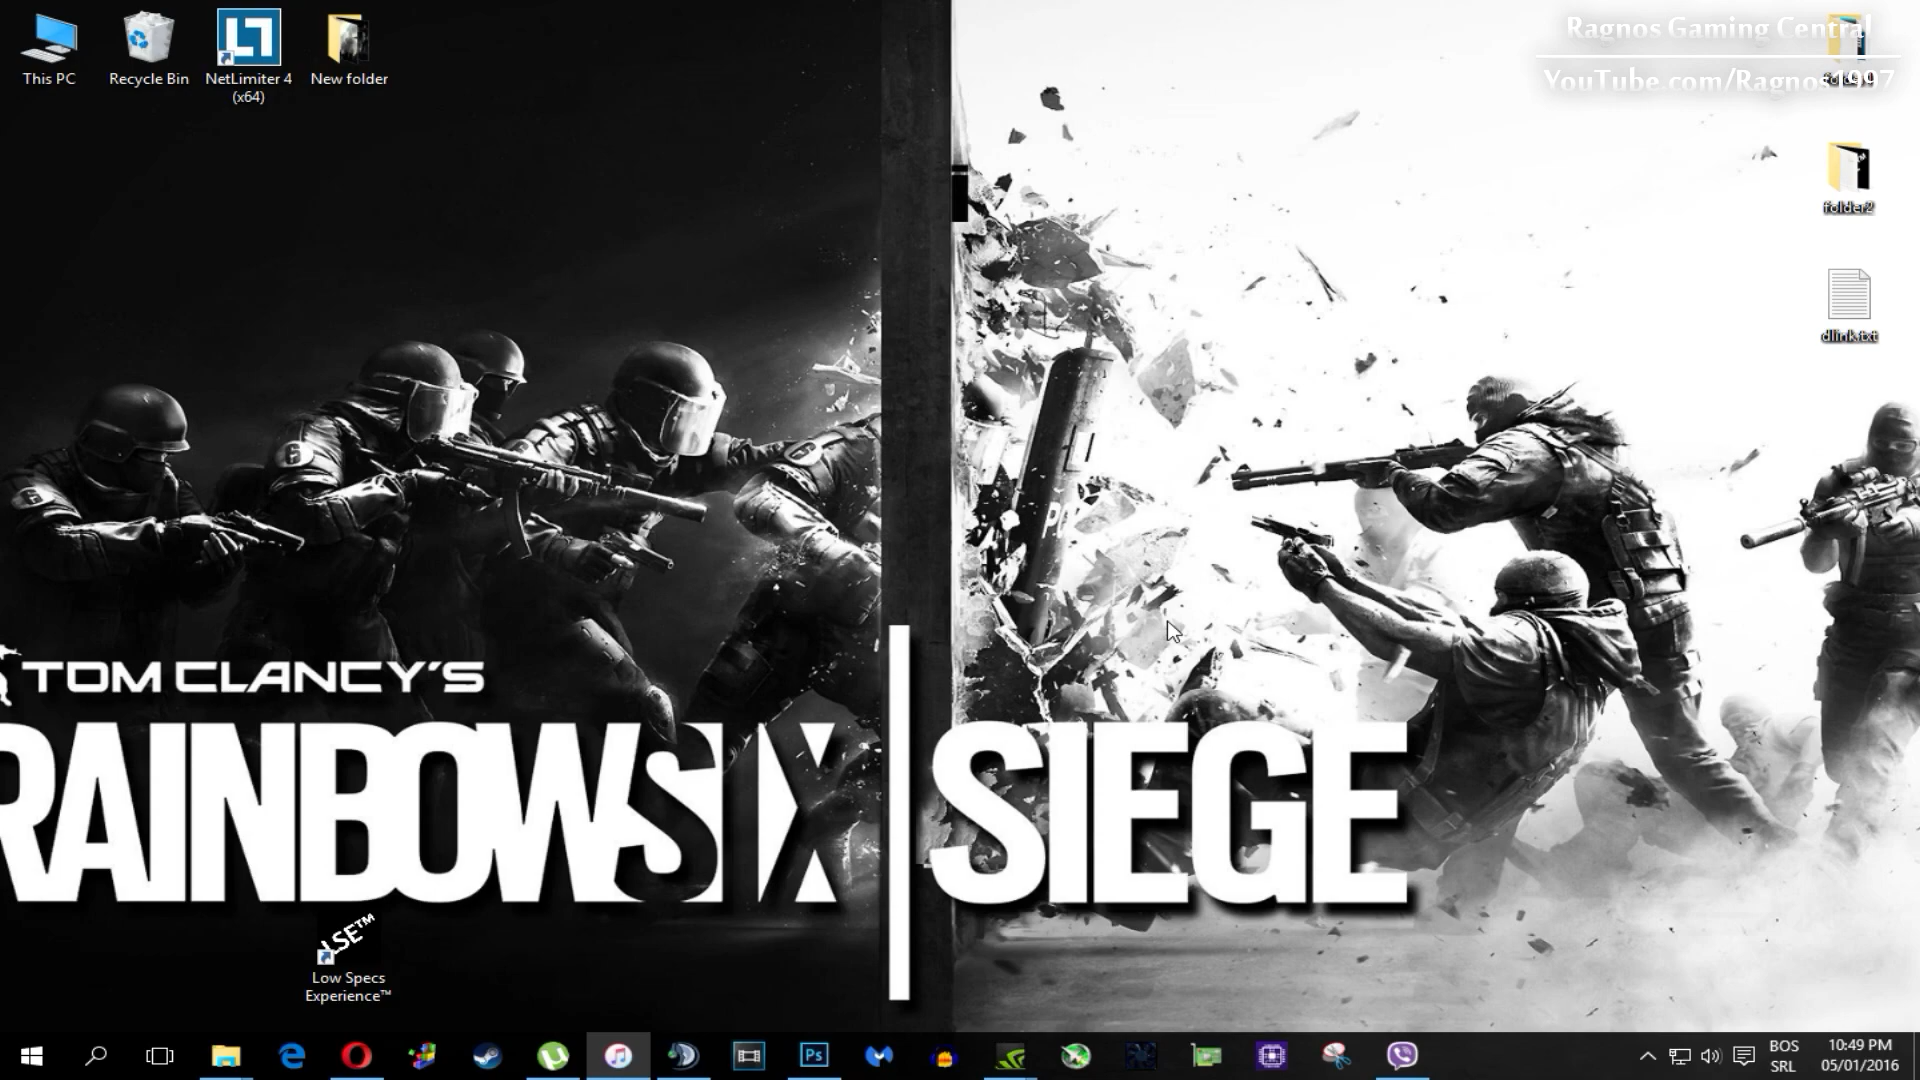 This PC
Recycle Bin
NetLimiter 4
(x64)
New folder
Ragnos Gaming Central
YouTube.com/Ragnos1997
folder2
dlink.txt
TOM CLANCY'S
RAINBOWSIX
SIEGE
LSE™
Low Specs
Experience™
Ps
BOS
SRL
10:49 PM
05/01/2016